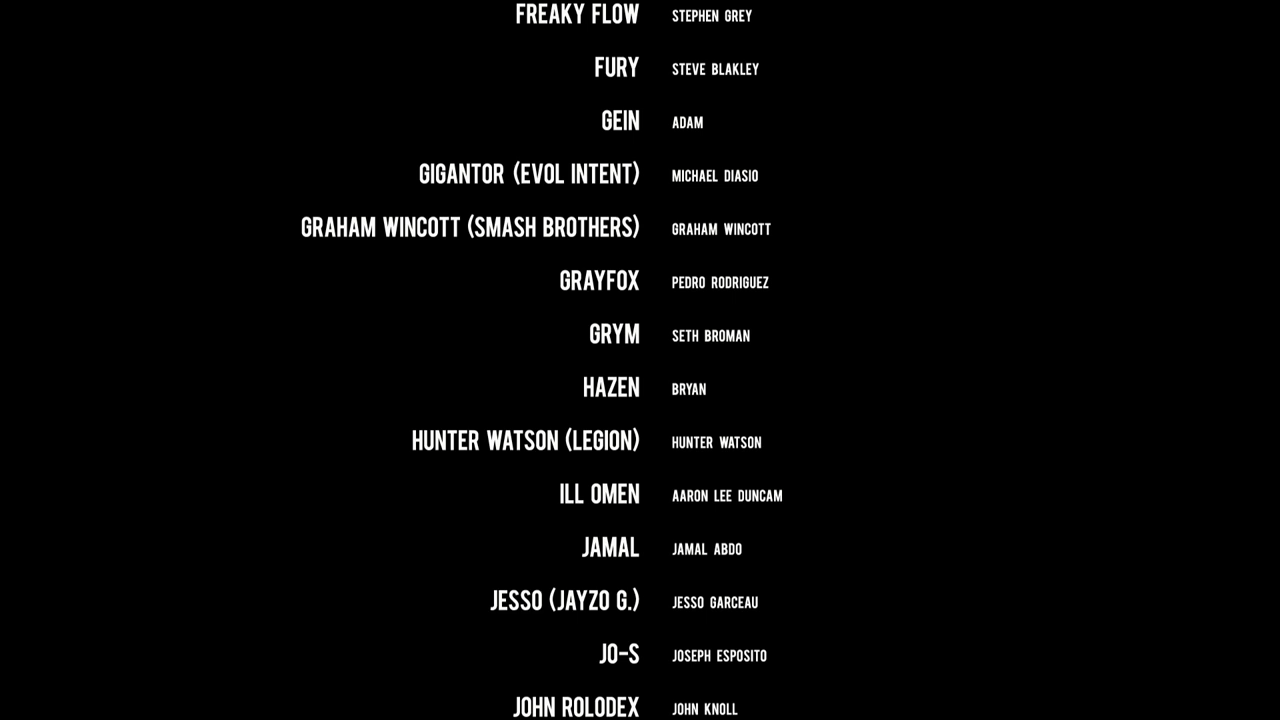 FREAKY FLOW STEPHEN GREY
FURY STEVE BLAKLEY
GEIN ADAM
GIGANTOR (EVOL INTENT) MICHAEL DIASIO
GRAHAM WINCOTT (SMASH BROTHERS) GRAHAM WINCOTT
GRAYFOX PEDRO RODRIGUEZ
GRYM SETH BROMAN
HAZEN BRYAN
HUNTER WATSON (LEGION) HUNTER WATSON
ILL OMEN AARON LEE DUNCAM
JAMAL JAMAL ABDO
JESSO (JAYZO G.) JESSO GARCEAU
JO-S JOSEPH ESPOSITO
JOHN ROLODEX JOHN KNOLL